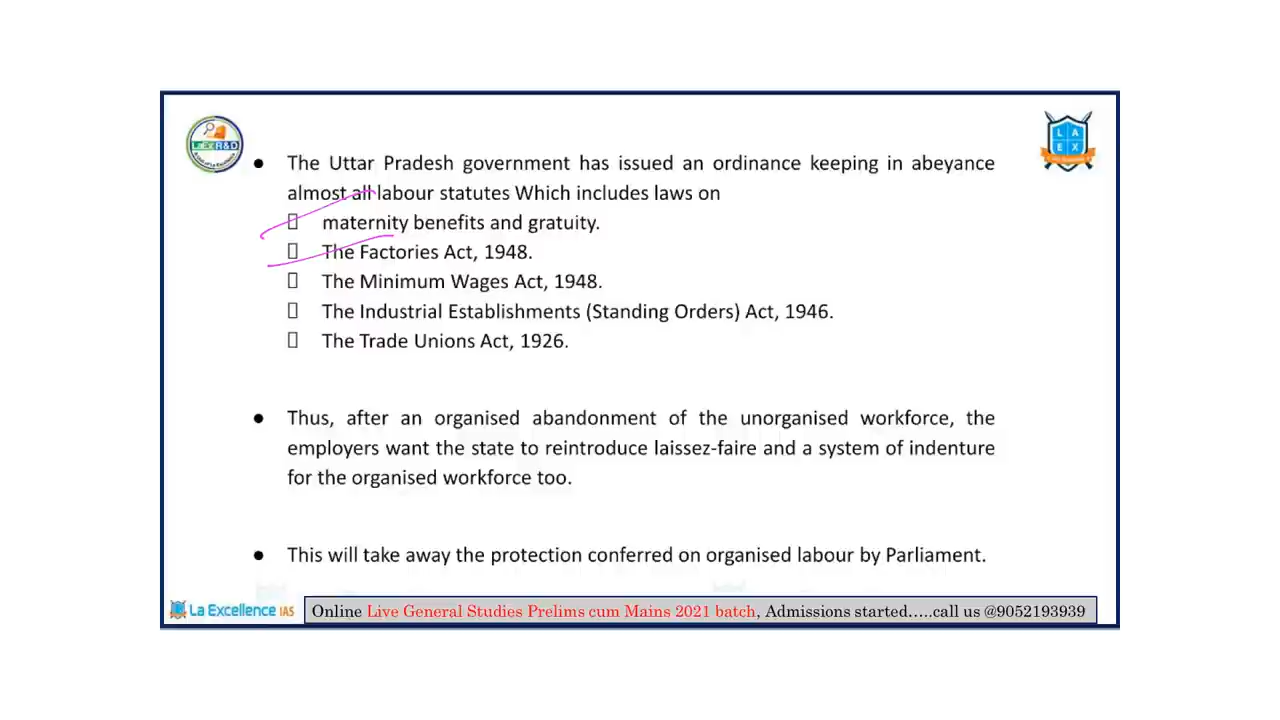 ● The Uttar Pradesh government has issued an ordinance keeping in abeyance
almost all labour statutes Which includes laws on
maternity benefits and gratuity.
The Factories Act, 1948.
The Minimum Wages Act, 1948.
The Industrial Establishments (Standing Orders) Act, 1946.
The Trade Unions Act, 1926.
● Thus, after an organised abandonment of the unorganised workforce, the
employers want the state to reintroduce laissez-faire and a system of indenture
for the organised workforce too.
● This will take away the protection conferred on organised labour by Parliament.
La Excellence IAS
Online Live General Studies Prelims cum Mains 2021 batch, Admissions started.....call us @9052193939
LaEx R&D
LA
EX